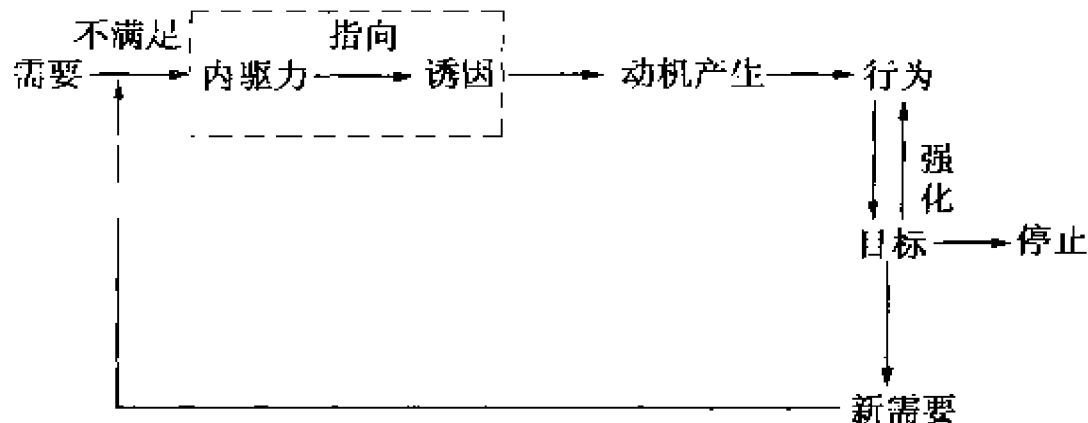 不满足 指向
需要 内驱力 诱因 动机产生 行为
强化
目标 停止
新需要